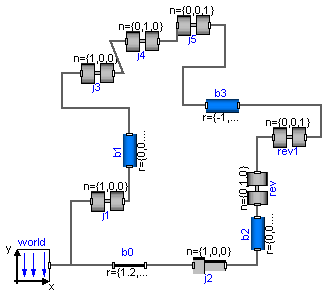 n={0,0,1}
j5
n={0,1,0}
j4
n={1,0,0}
j3
b3
r={-1,...
n={0,0,1}
rev1
b1
r={0,0...
n={1,0,0}
j1
n={0,1,0}
rev
b2
r={0,0...
world
y
x
b0
r={1.2,...
n={1,0,0}
j2